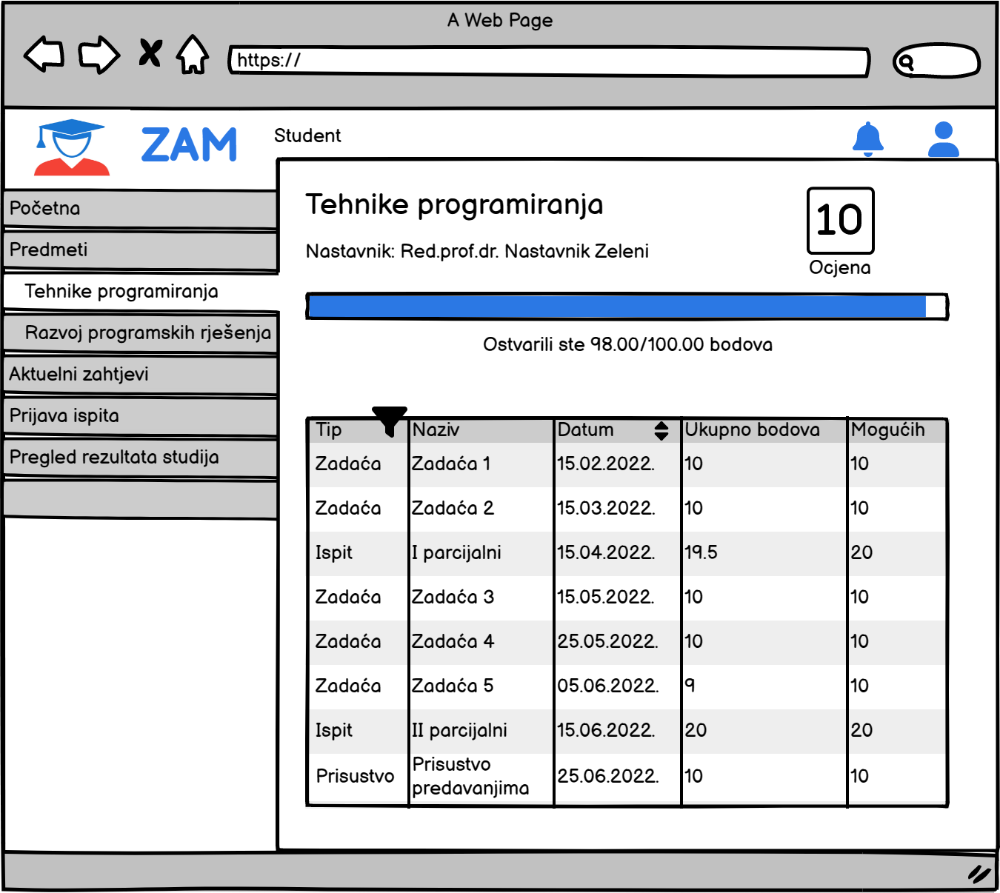 A Web Page
https://
ZAM
Student
Početna
Predmeti
Tehnike programiranja
Razvoj programskih rješenja
Aktuelni zahtjevi
Prijava ispita
Pregled rezultata studija
Tehnike programiranja
10
Nastavnik: Red.prof.dr. Nastavnik Zeleni
Ocjena
Ostvarili ste 98.00/100.00 bodova
Tip Naziv Datum Ukupno bodova Mogućih
Zadaća Zadaća 1 15.02.2022. 10 10
Zadaća Zadaća 2 15.03.2022. 10 10
Ispit I parcijalni 15.04.2022. 19.5 20
Zadaća Zadaća 3 15.05.2022. 10 10
Zadaća Zadaća 4 25.05.2022. 10 10
Zadaća Zadaća 5 05.06.2022. 9 10
Ispit II parcijalni 15.06.2022. 20 20
Prisustvo Prisustvo predavanjima 25.06.2022. 10 10